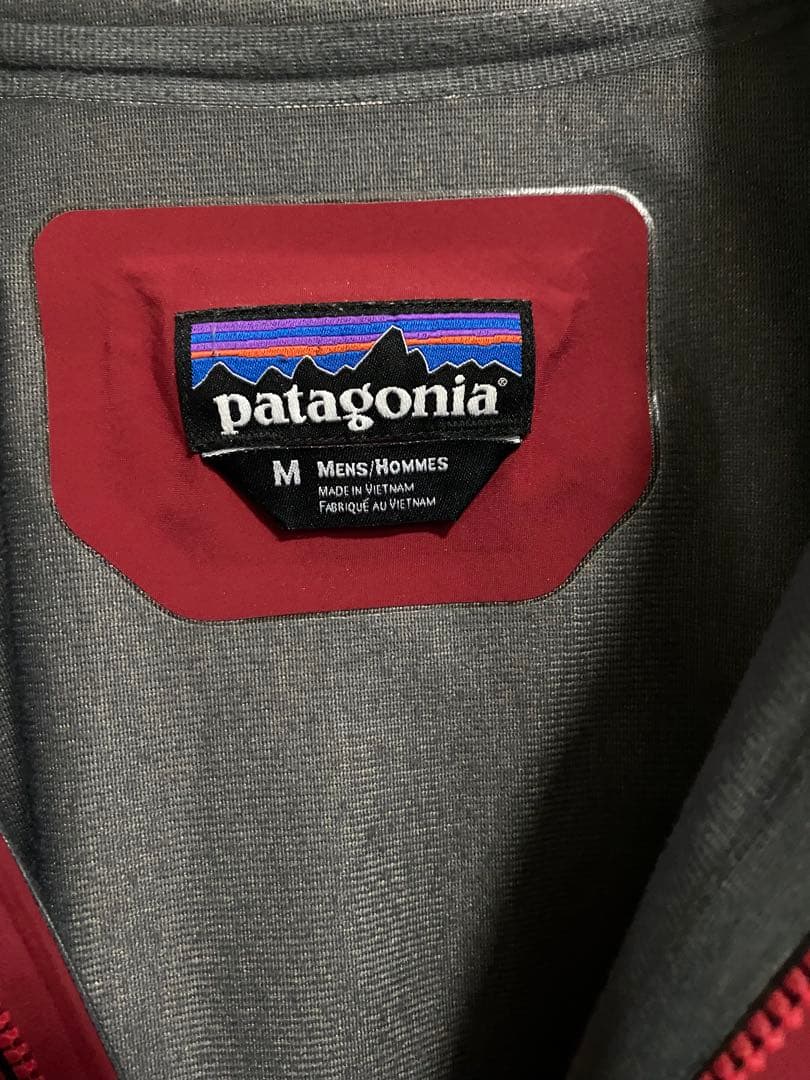 patagonia®
M MENS/HOMMES
MADE IN VIETNAM
FABRIQUÉ AU VIETNAM